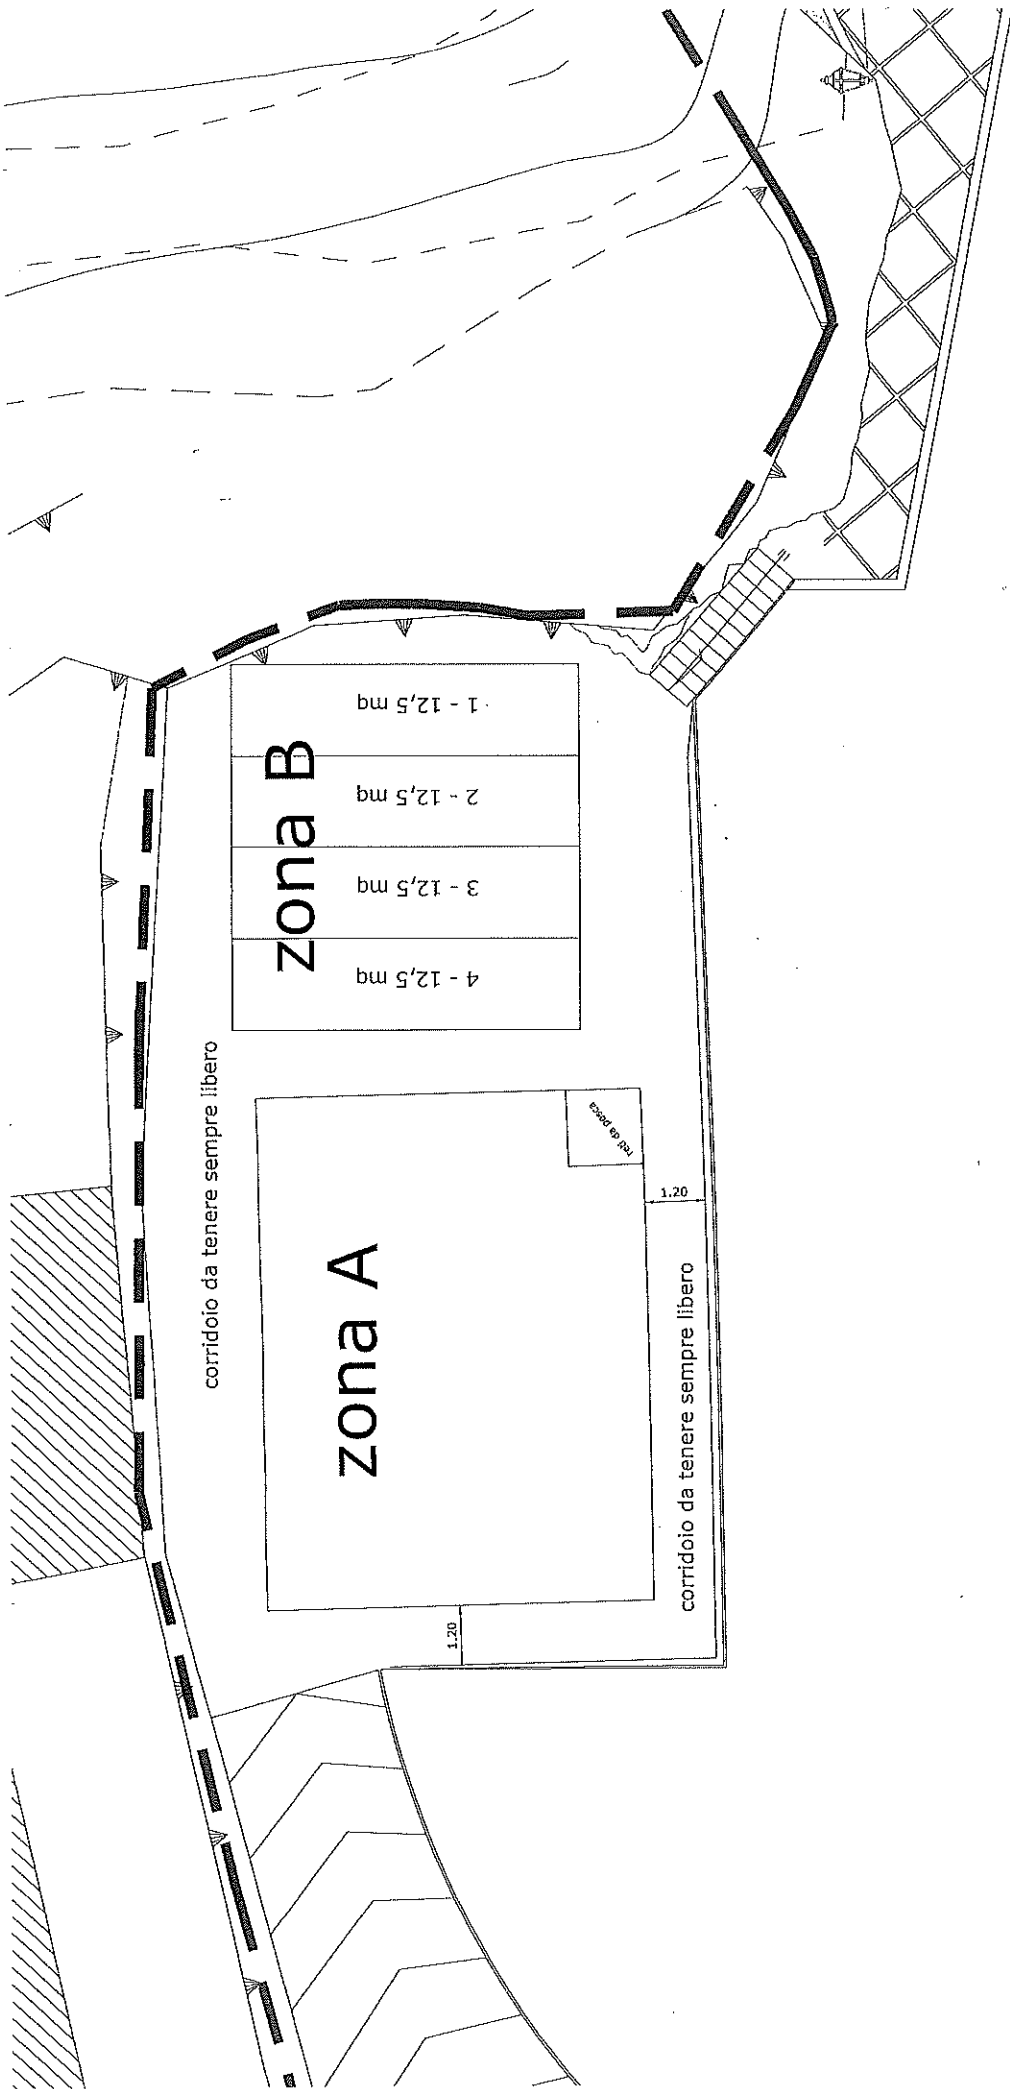 1 - 12,5 mq
2 - 12,5 mq
3 - 12,5 mq
4 - 12,5 mq
zona B
corridoio da tenere sempre libero
reti da pesca
1.20
zona A
corridoio da tenere sempre libero
1.20